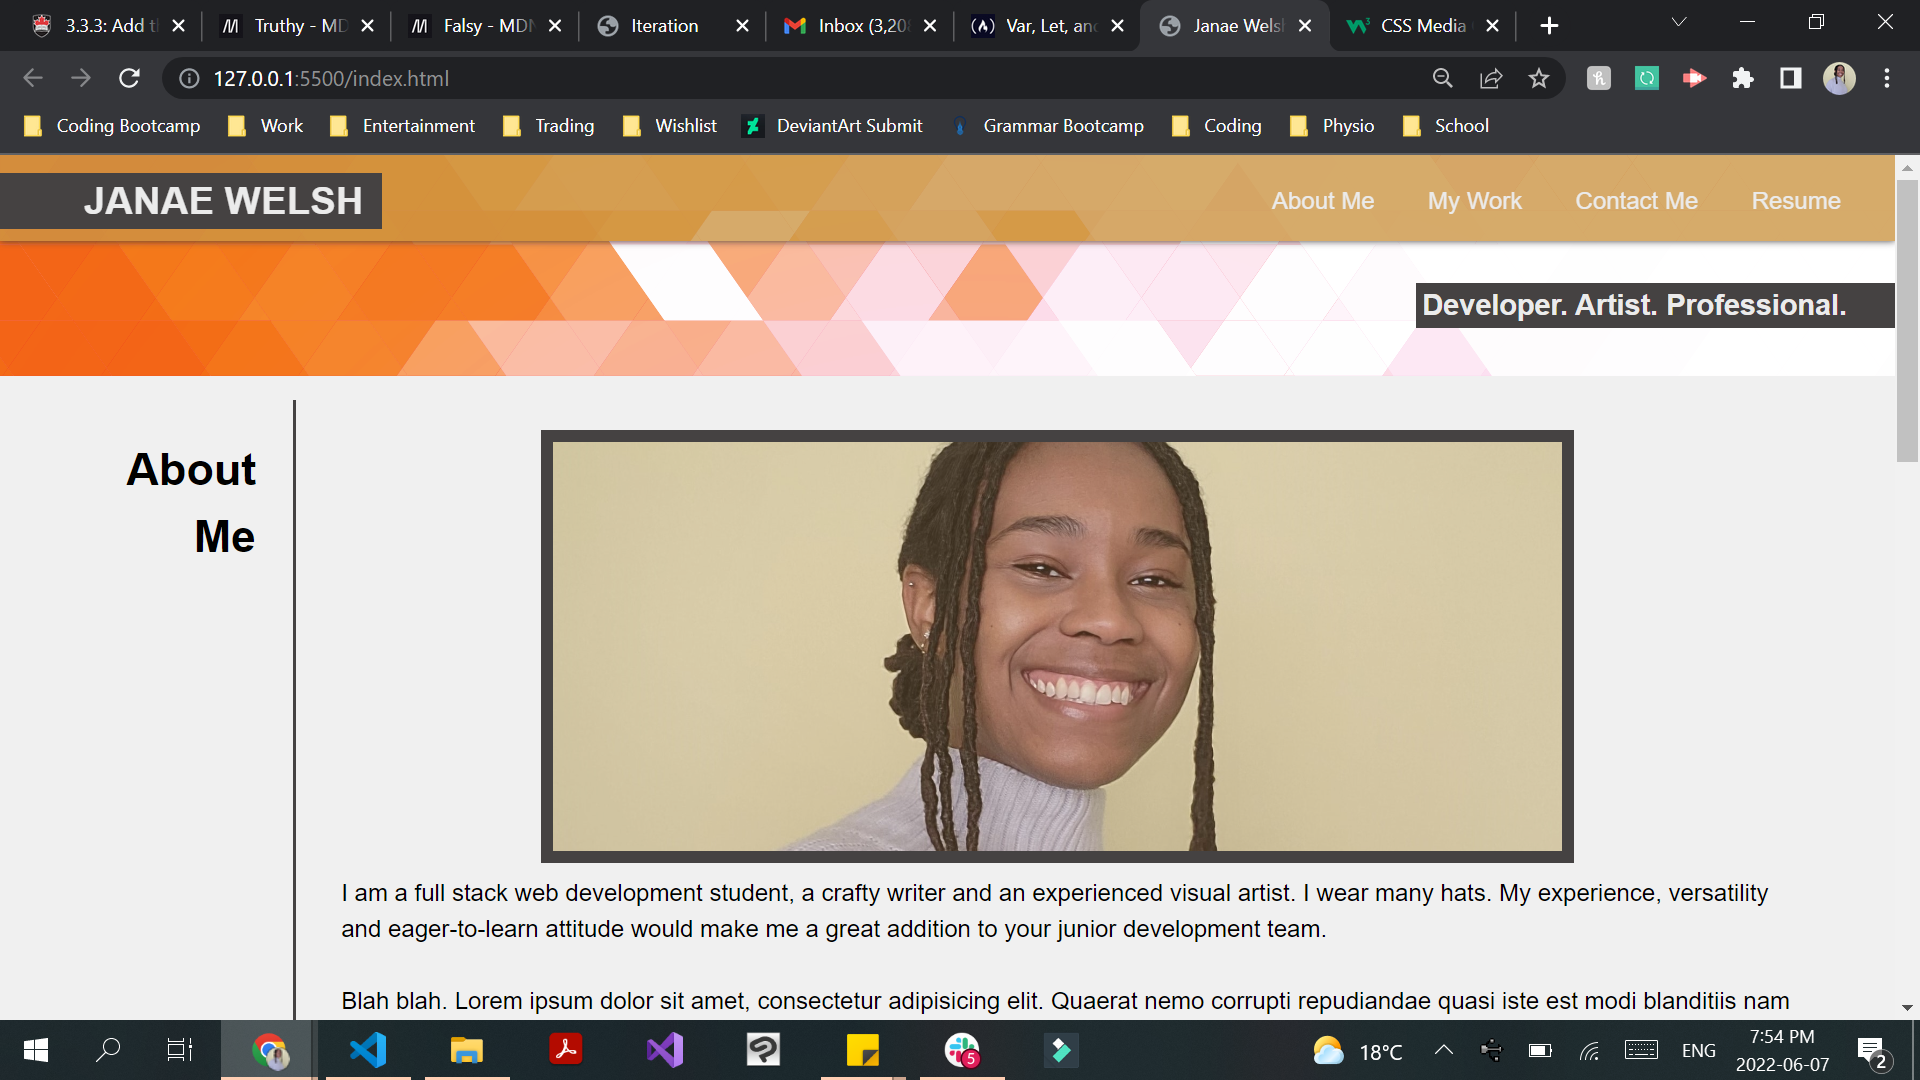 3.3.3: Add t
Truthy - MD
Falsy - MDN
Iteration
Inbox (3,20
Var, Let, an
Janae Wels
CSS Media
127.0.0.1:5500/index.html
Coding Bootcamp
Work
Entertainment
Trading
Wishlist
DeviantArt Submit
Grammar Bootcamp
Coding
Physio
School
JANAE WELSH
About Me
My Work
Contact Me
Resume
Developer. Artist. Professional.
About
Me
I am a full stack web development student, a crafty writer and an experienced visual artist. I wear many hats. My experience, versatility
and eager-to-learn attitude would make me a great addition to your junior development team.
Blah blah. Lorem ipsum dolor sit amet, consectetur adipisicing elit. Quaerat nemo corrupti repudiandae quasi iste est modi blanditiis nam
5
18°C
ENG
7:54 PM
2022-06-07
2